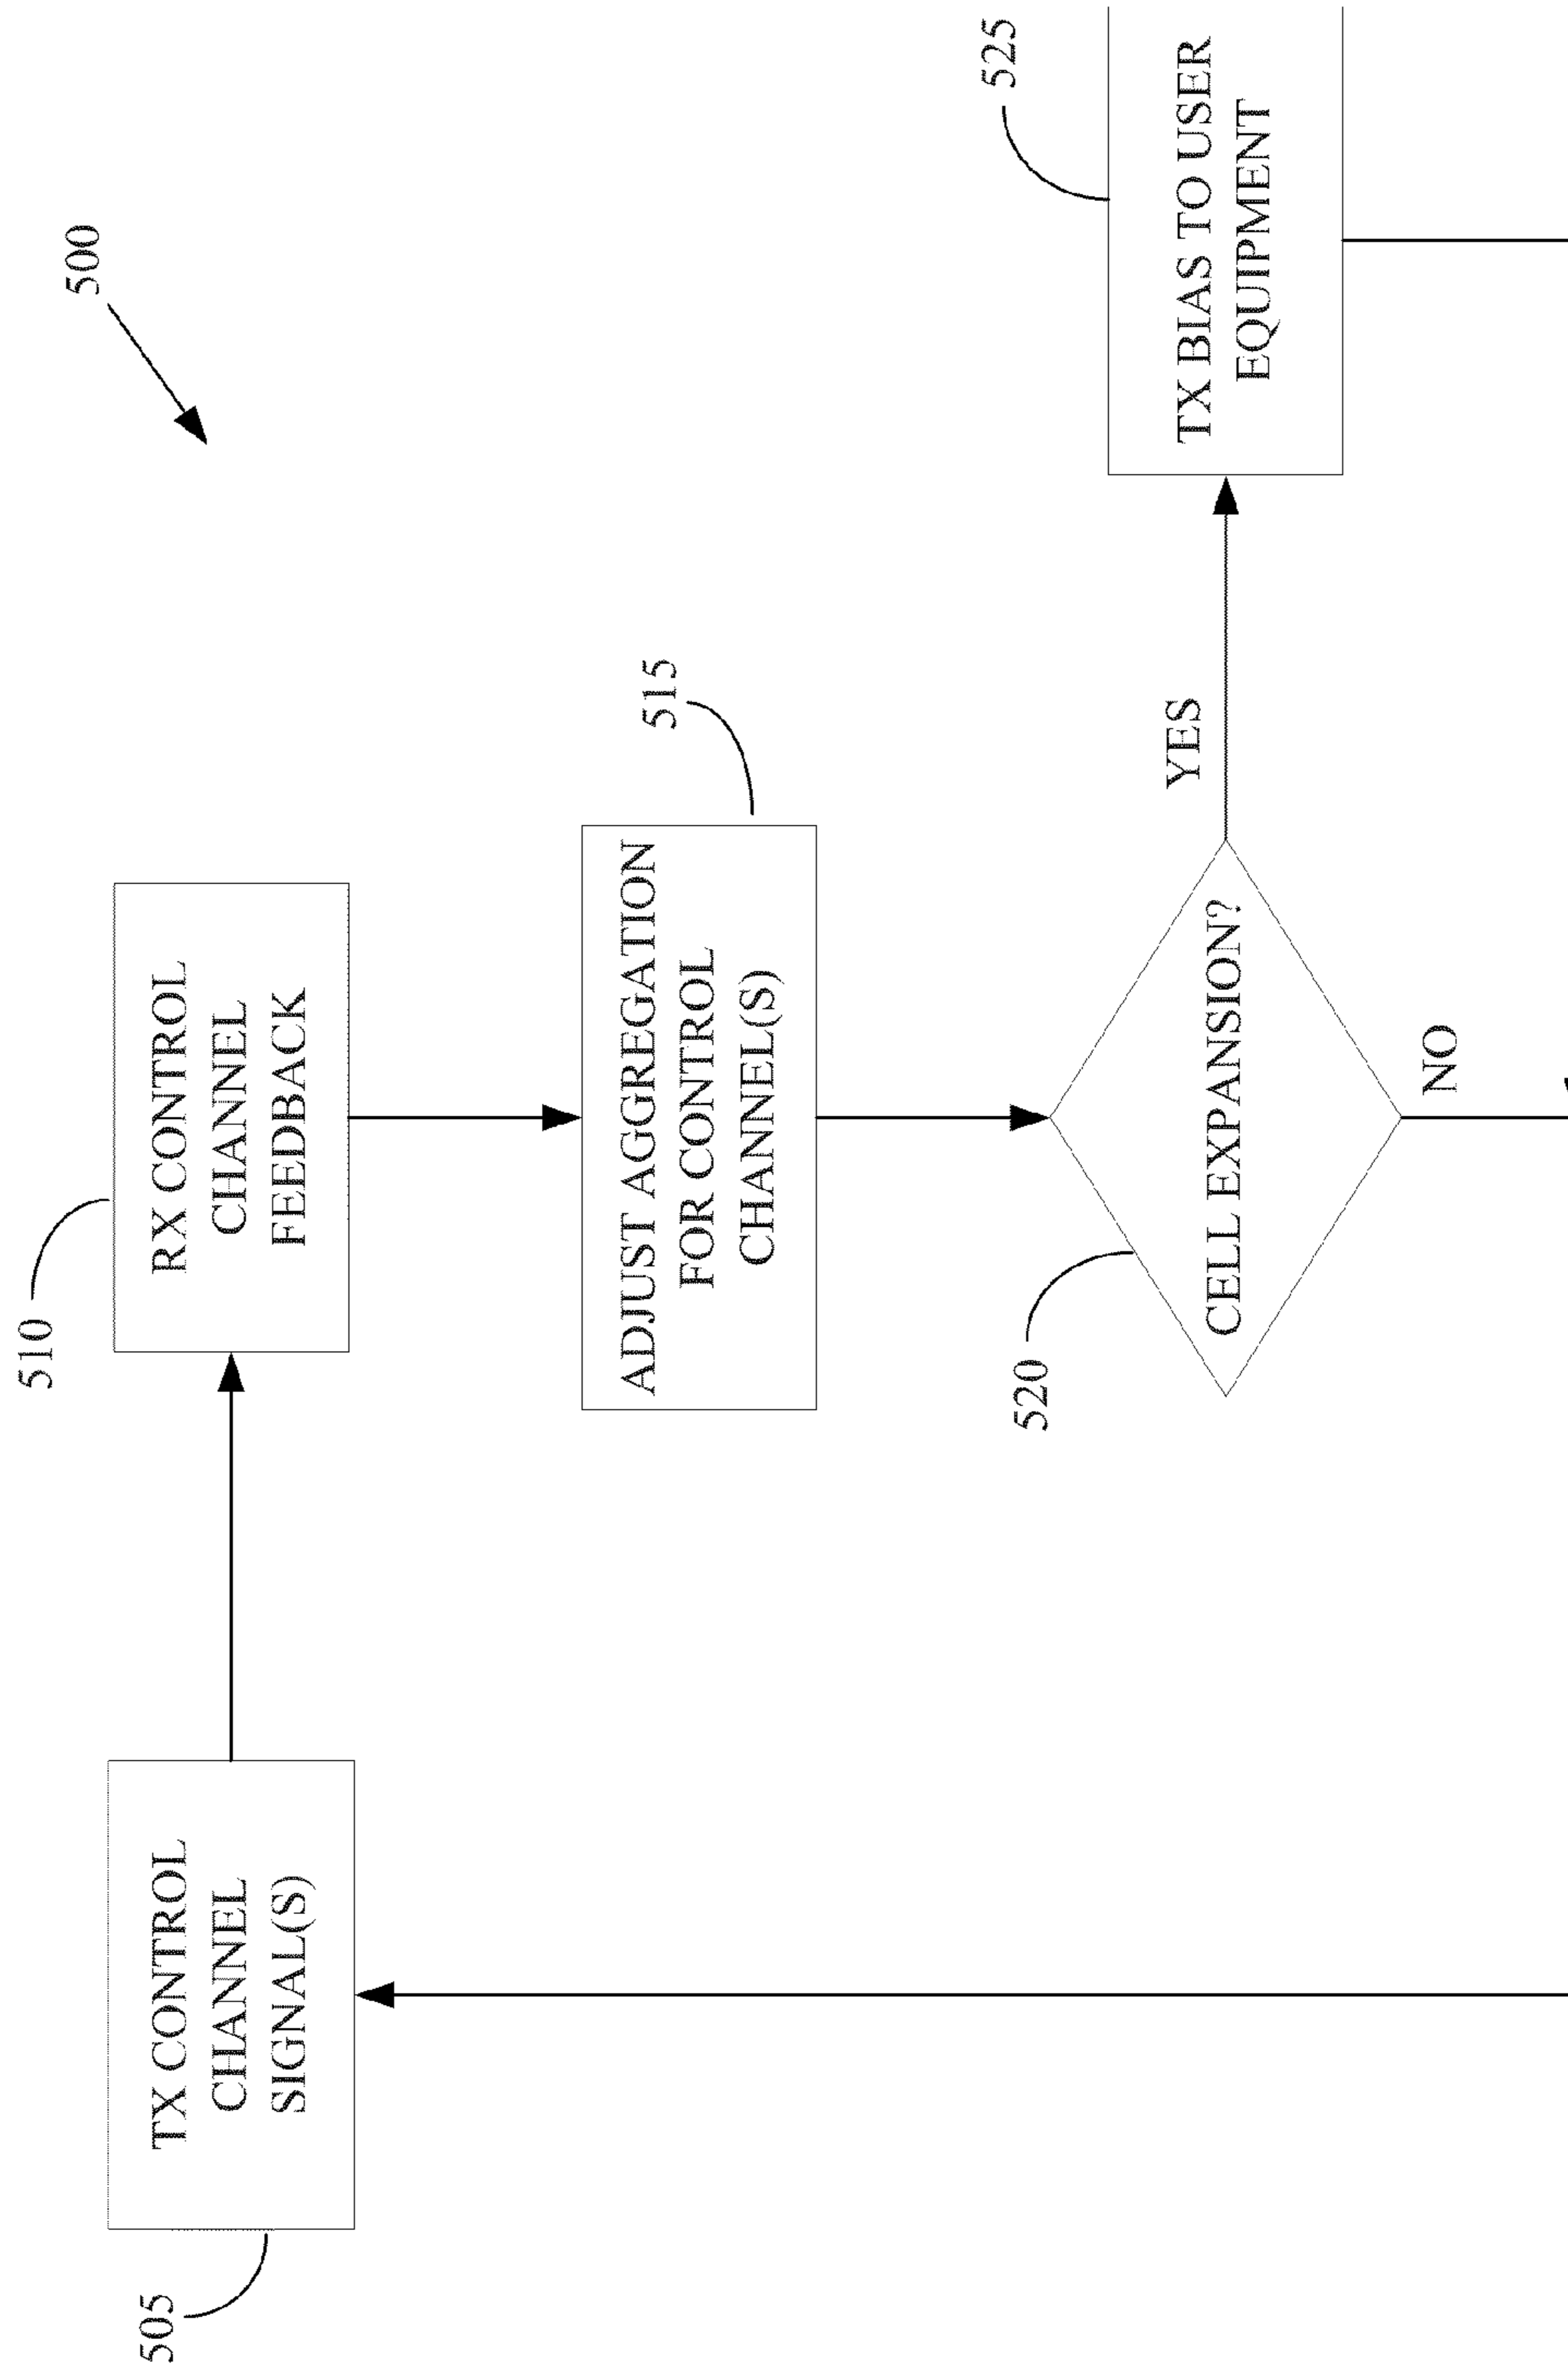 500
505
TX CONTROL
CHANNEL
SIGNAL(S)
510
RX CONTROL
CHANNEL
FEEDBACK
515
ADJUST AGGREGATION
FOR CONTROL
CHANNEL(S)
520
CELL EXPANSION?
YES
NO
525
TX BIAS TO USER
EQUIPMENT